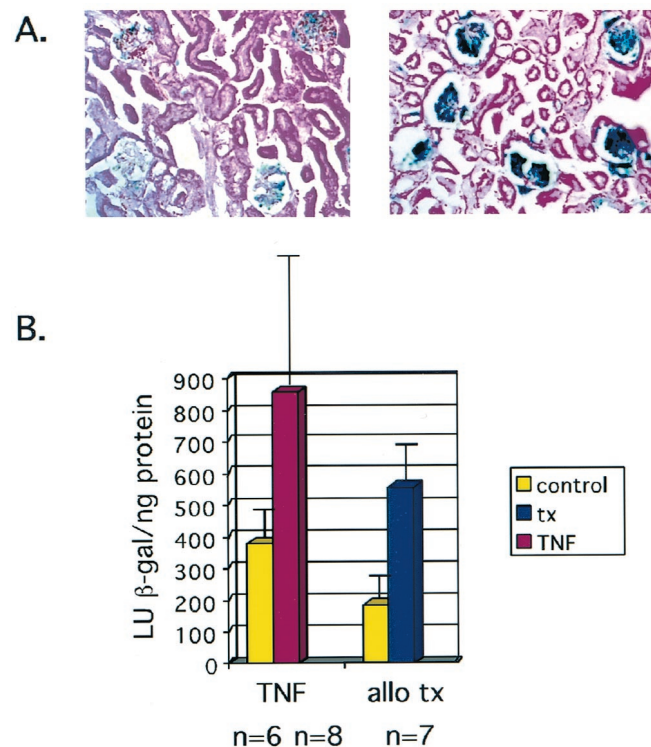 A.
B.
LU β-gal/ng protein
900
800
700
600
500
400
300
200
100
0
TNF
allo tx
n=6 n=8
n=7
control
tx
TNF